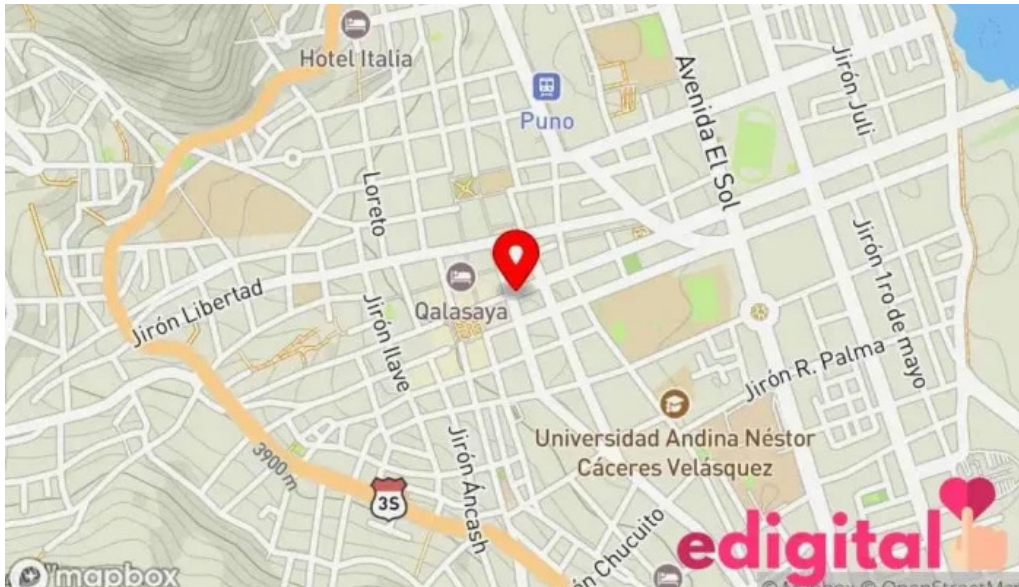 Hotel Italia
Puno
Avenida El Sol
Jirón Juli
Loreto
Qalasaya
Jirón Libertad
Jirón Ilave
Jirón 1ro de mayo
Jirón R. Palma
Universidad Andina Néstor
Cáceres Velásquez
3900 m
3S
Jirón Áncash
Chucuito
edigital
mapbox